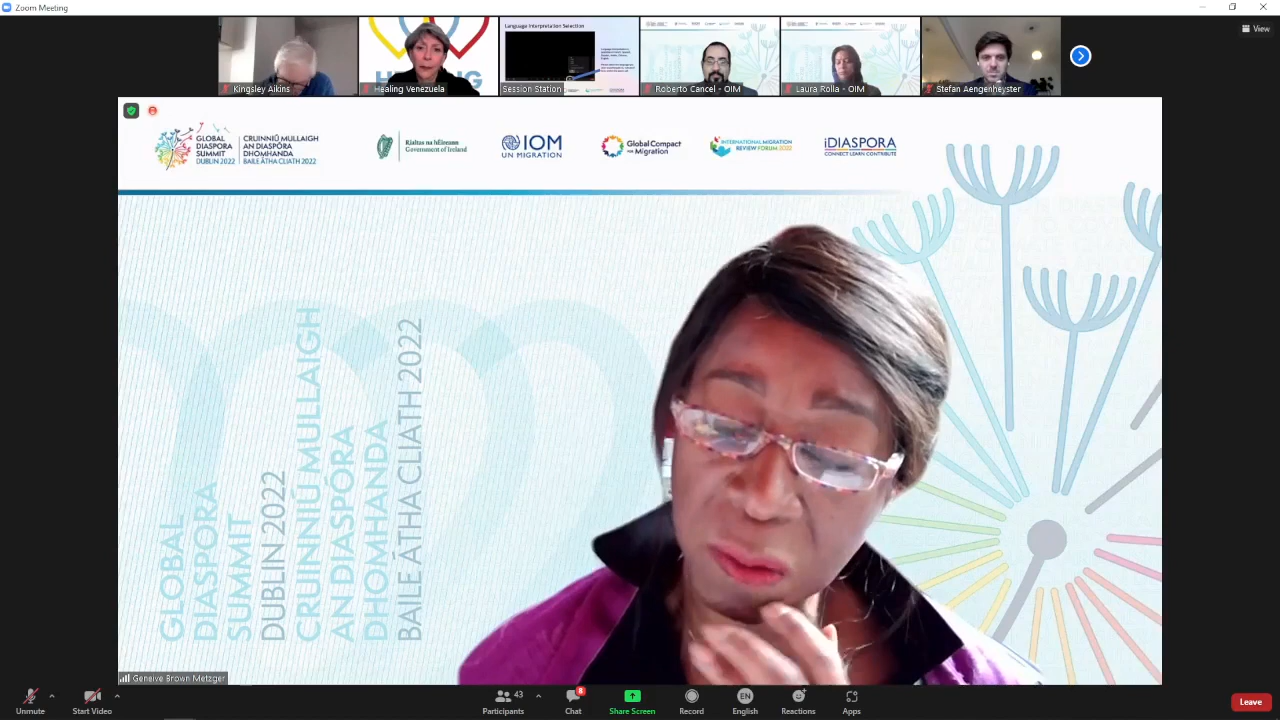 Zoom Meeting
View
Language Interpretation Selection
Kingsley Aikins
Healing Venezuela
Session Station
Roberto Cancel - OIM
Laura Rolla - OIM
Stefan Aengenheyster
GLOBAL
DIASPORA
SUMMIT
DUBLIN 2022
CRUINNIÚ MULLAIGH
AN DIASPÓRA
DHOMHANDA
BAILE ÁTHA CLIATH 2022
Rialtas na hÉireann
Government of Ireland
IOM
UN MIGRATION
Global Compact
for Migration
INTERNATIONAL MIGRATION
REVIEW FORUM 2022
iDIASPORA
CONNECT LEARN CONTRIBUTE
GLOBAL
DIASPORA
SUMMIT
DUBLIN 2022
CRUINNIÚ MULLAIGH
AN DIASPÓRA
DHOMHANDA
BAILE ÁTHA CLIATH 2022
Geneive Brown Metzger
Unmute
Start Video
Participants
43
Chat
8
Share Screen
Record
EN
English
Reactions
Apps
Leave